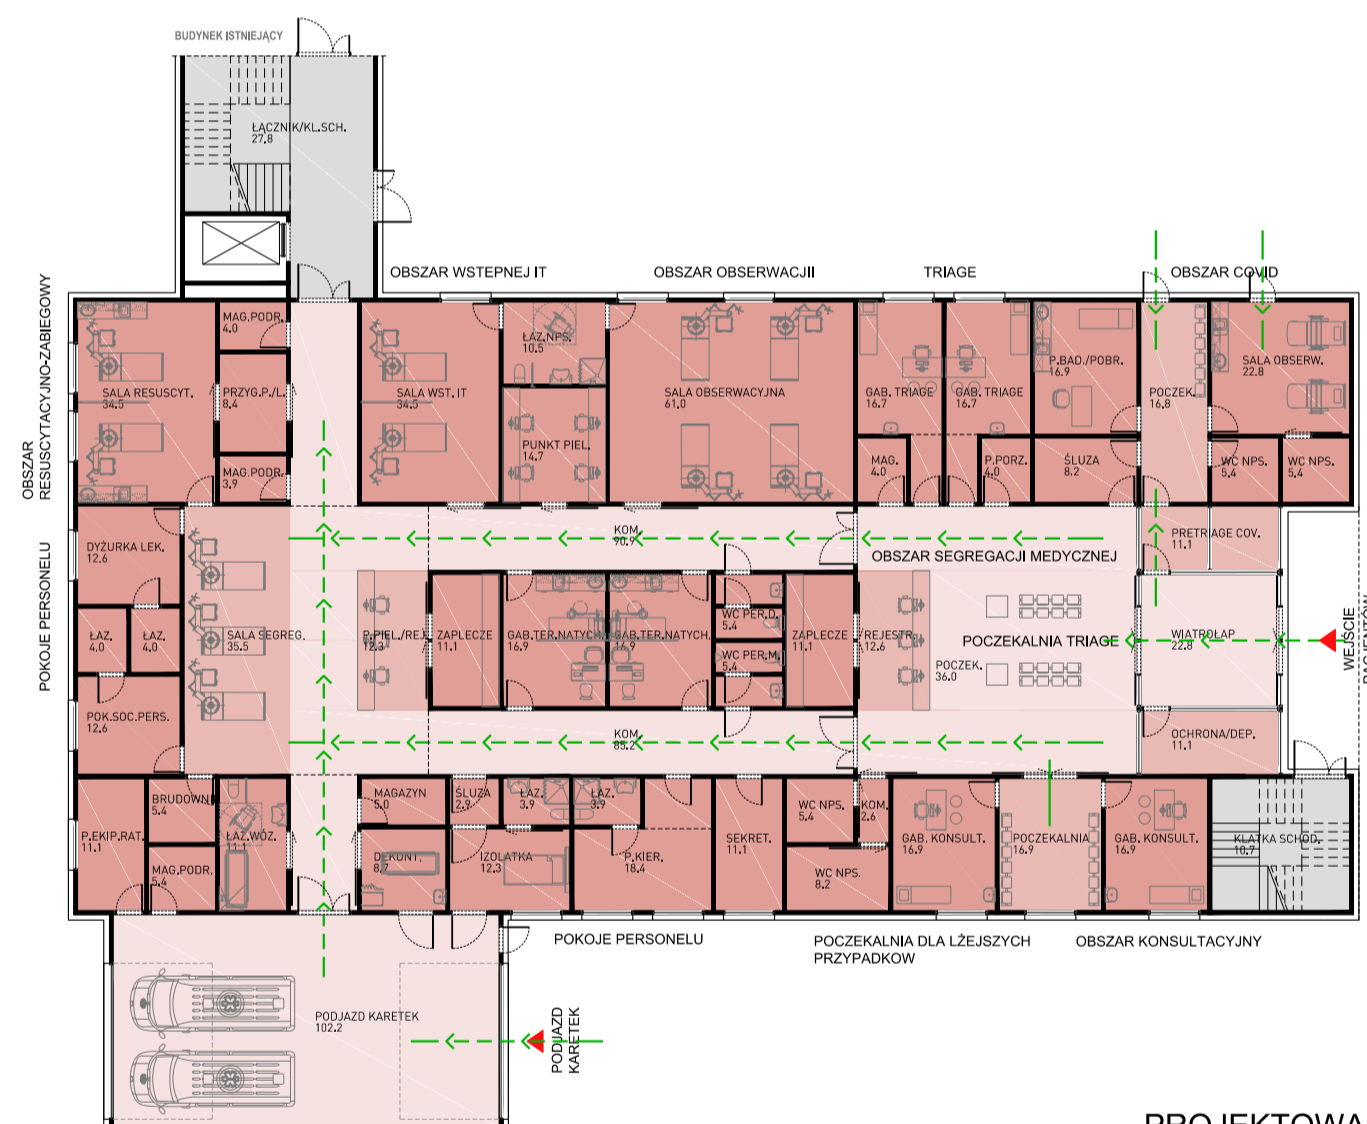 BUDYNEK ISTNIEJĄCY
ŁĄCZNIK/KL.SCH.
27.8
OBSZAR WSTEPNEJ IT
OBSZAR OBSERWACJII
TRIAGE
OBSZAR COVID
OBSZAR
RESUSCYTACYJNO-ZABIEGOWY
MAG.PODR.
4.0
SALA RESUSCYT.
34.5
PRZYG.P/L.
8.4
MAG.PODR.
3.9
SALA WST. IT
34.5
ŁAZ.NPS.
10.5
PUNKT PIEL.
14.7
SALA OBSERWACYJNA
61.0
GAB. TRIAGE
16.7
GAB. TRIAGE
16.7
MAG.
4.0
P.PORZ.
4.0
P.BAD./POBR.
16.9
ŚLUZA
8.2
POCZEK.
16.8
SALA OBSERW.
22.8
WC NPS.
5.4
WC NPS.
5.4
POKOJE PERSONELU
DYŻURKA LEK.
12.6
ŁAZ.
4.0
ŁAZ.
4.0
POK.SOC.PERS.
12.6
SALA SEGREG.
35.5
P.PIEL./REJ.
12.3
ZAPLECZE
11.1
GAB.TER.NATYCH.
16.9
GAB.TER.NATYCH.
16.9
WC PER.D.
5.4
WC PER.M.
5.4
ZAPLECZE
11.1
REJESTR.
12.6
KOM.
90.9
KOM.
85.2
OBSZAR SEGREGACJI MEDYCZNEJ
POCZEKALNIA TRIAGE
POCZEK.
36.0
PRETRIAGE COV.
11.1
WIATROŁAP
22.8
OCHRONA/DEP.
11.1
WEJŚCIE
PACJENTÓW
P.EKIP.RAT.
11.1
BRUDOWNIK
5.4
MAG.PODR.
5.4
ŁAZ.WÓZ.
11.1
MAGAZYN
5.0
DEKONT.
8.7
ŚLUZA
2.9
ŁAZ.
3.9
ŁAZ.
3.9
IZOLATKA
12.3
P.KIER.
18.4
SEKRET.
11.1
WC NPS.
5.4
WC NPS.
8.2
KOM.
2.6
GAB. KONSULT.
16.9
POCZEKALNIA
16.9
GAB. KONSULT.
16.9
KLATKA SCHOD.
10.7
POKOJE PERSONELU
POCZEKALNIA DLA LŻEJSZYCH
PRZYPADKOW
OBSZAR KONSULTACYJNY
PODJAZD KARETEK
102.2
PODJAZD
KARETEK
PROJEKTOWA